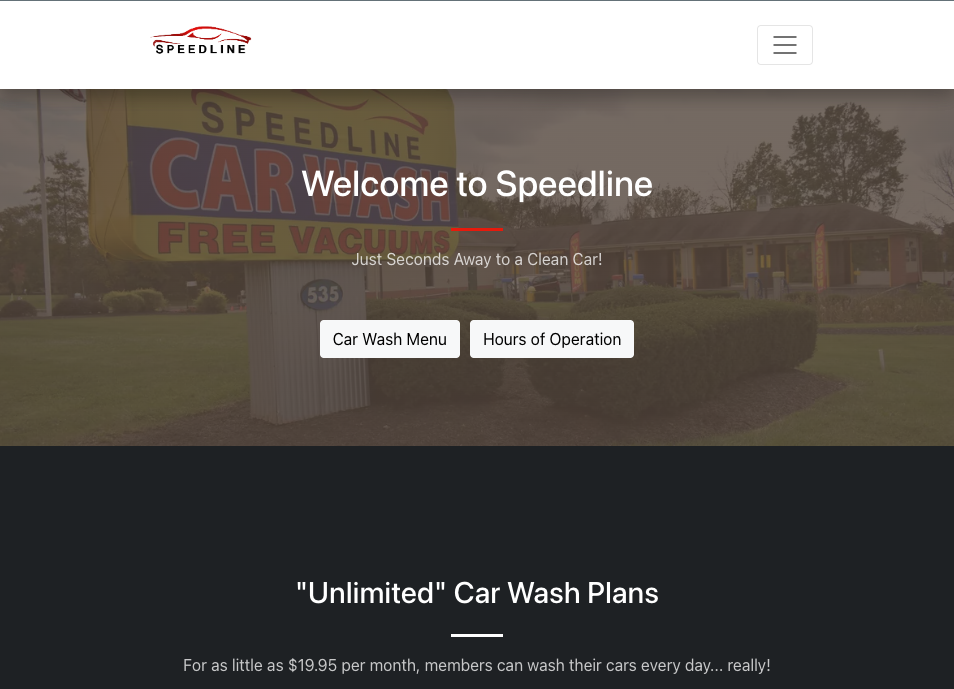 SPEEDLINE
SPEEDLINE
CAR WASH
FREE VACUUMS
535
Welcome to Speedline
Just Seconds Away to a Clean Car!
Car Wash Menu
Hours of Operation
"Unlimited" Car Wash Plans
For as little as $19.95 per month, members can wash their cars every day... really!